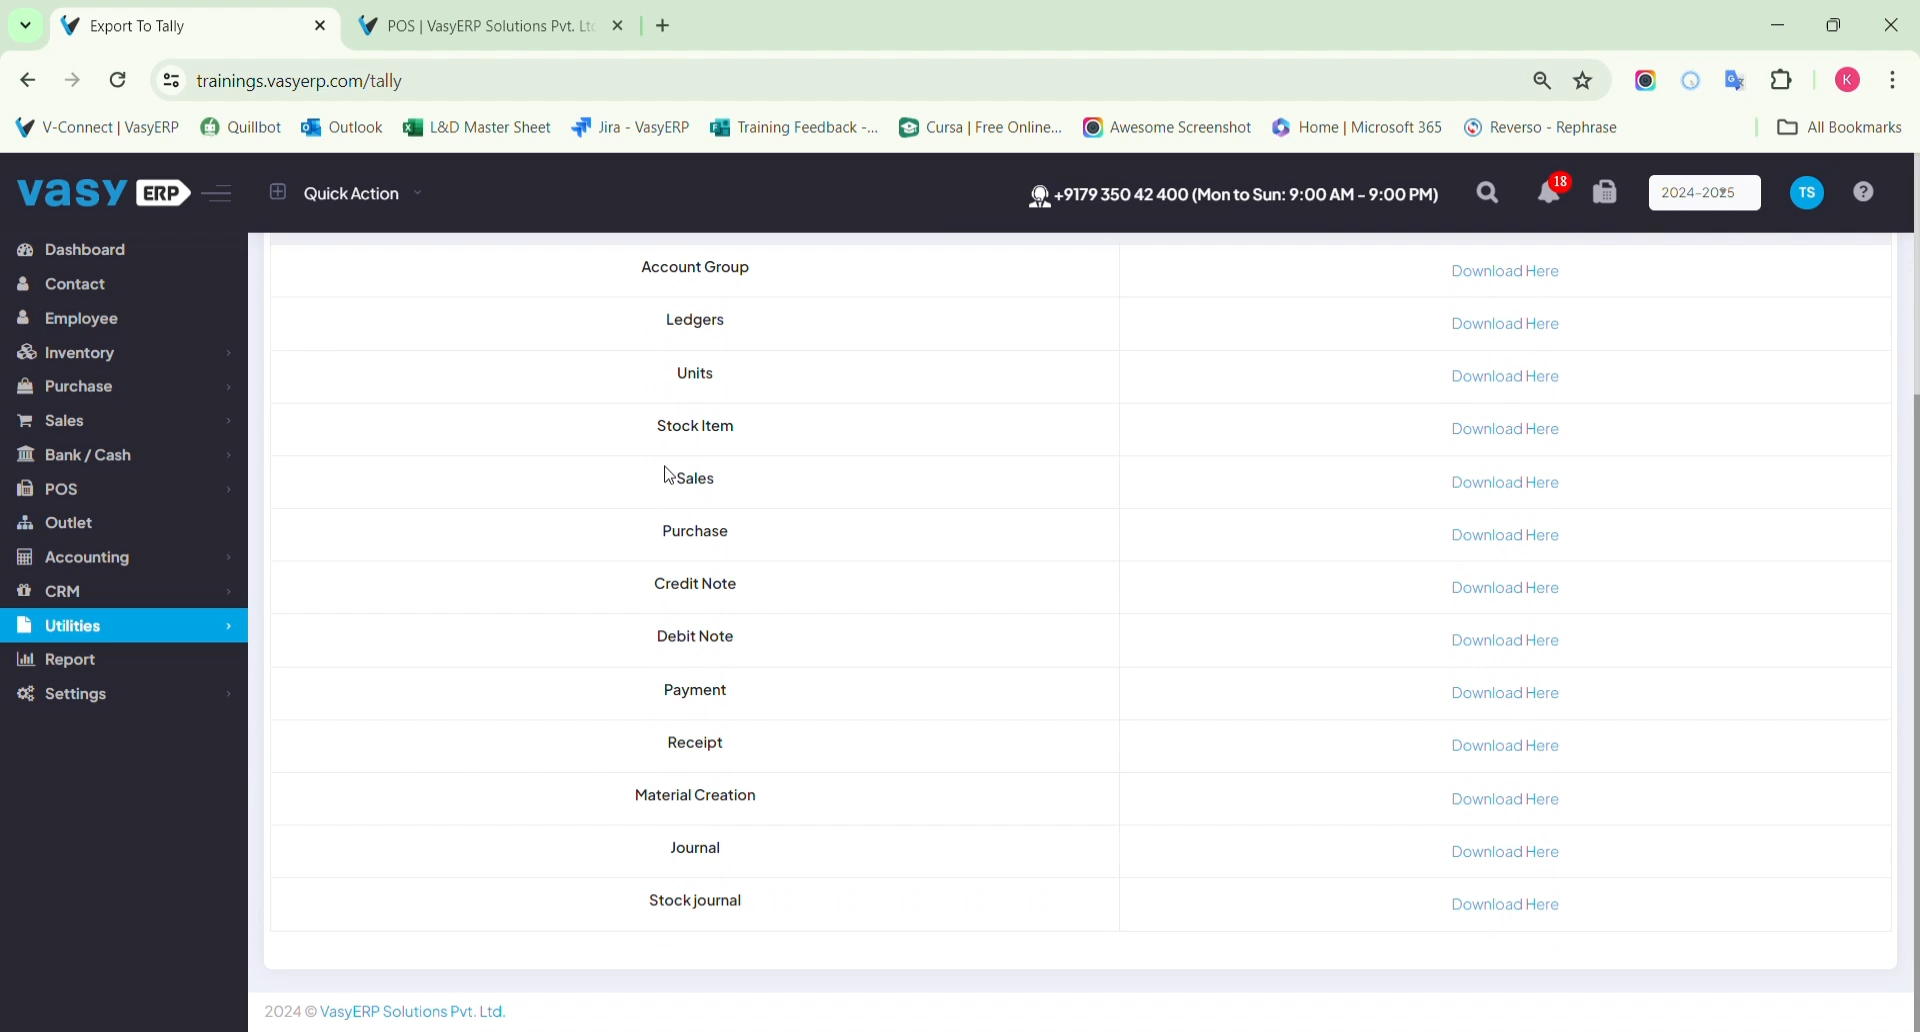 Export To Tally
POS | VasyERP Solutions Pvt. Ltd
trainings.vasyerp.com/tally
K
V-Connect | VasyERP
Quillbot
Outlook
L&D Master Sheet
Jira - VasyERP
Training Feedback -...
Cursa | Free Online...
Awesome Screenshot
Home | Microsoft 365
Reverso - Rephrase
All Bookmarks
vasy ERP
Quick Action
+9179 350 42 400 (Mon to Sun: 9:00 AM - 9:00 PM)
18
2024-2025
TS
?
Dashboard
Contact
Employee
Inventory
Purchase
Sales
Bank / Cash
POS
Outlet
Accounting
CRM
Utilities
Report
Settings
Account Group Download Here
Ledgers Download Here
Units Download Here
Stock Item Download Here
Sales Download Here
Purchase Download Here
Credit Note Download Here
Debit Note Download Here
Payment Download Here
Receipt Download Here
Material Creation Download Here
Journal Download Here
Stock journal Download Here
2024 © VasyERP Solutions Pvt. Ltd.